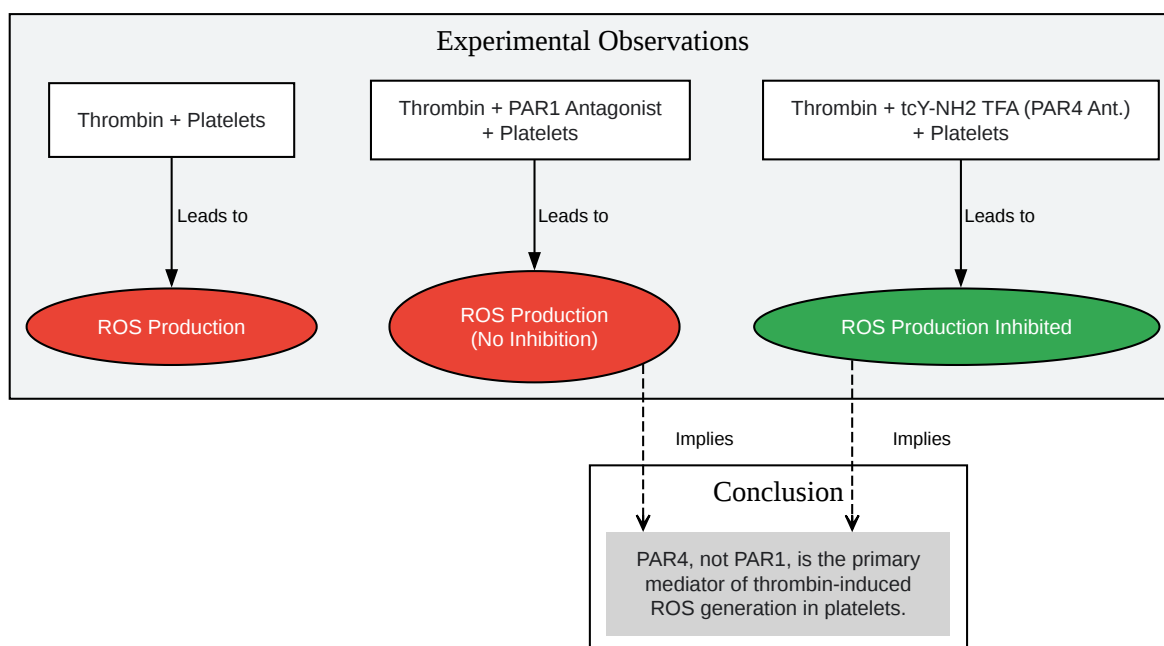 Experimental Observations
Thrombin + Platelets
Thrombin + PAR1 Antagonist
+ Platelets
Thrombin + tcY-NH2 TFA (PAR4 Ant.)
+ Platelets
Leads to
Leads to
Leads to
ROS Production
ROS Production
(No Inhibition)
ROS Production Inhibited
Implies
Implies
Conclusion
PAR4, not PAR1, is the primary
mediator of thrombin-induced
ROS generation in platelets.